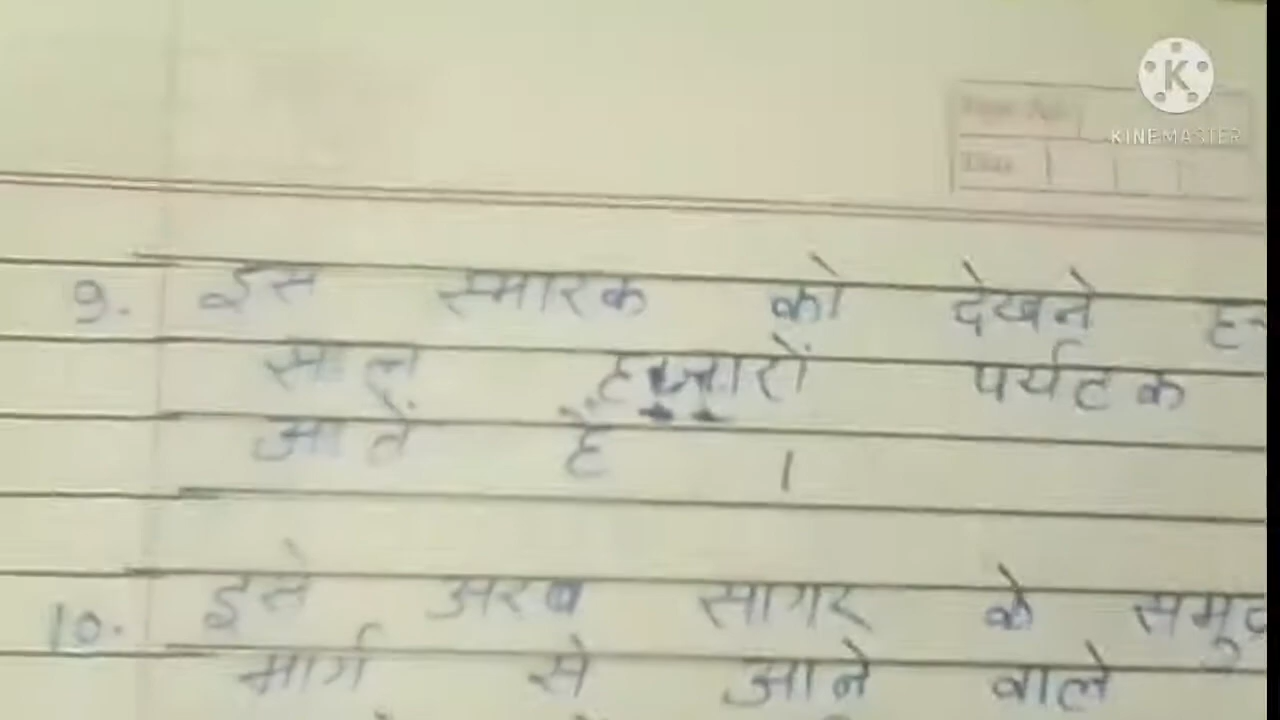 KINEMASTER
9. इस स्मारक को देखने
साल हजारों पर्यटक
आते हैं ।
10. इसे अरब सागर के
मार्ग से आने वाले